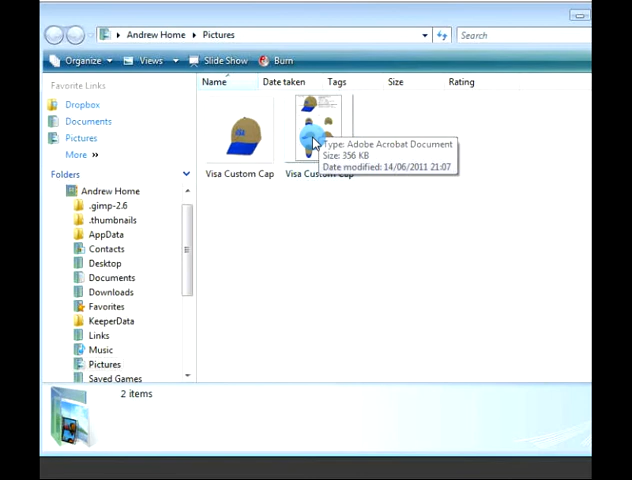 Andrew Home Pictures
Search
Organize Views Slide Show Burn
Favorite Links
Dropbox
Documents
Pictures
More »
Folders
Andrew Home
.gimp-2.6
.thumbnails
AppData
Contacts
Desktop
Documents
Downloads
Favorites
KeeperData
Links
Music
Pictures
Saved Games
Name Date taken Tags Size Rating
Type: Adobe Acrobat Document
Size: 356 KB
Date modified: 14/06/2011 21:07
Visa Custom Cap Visa Custom Cap
2 items